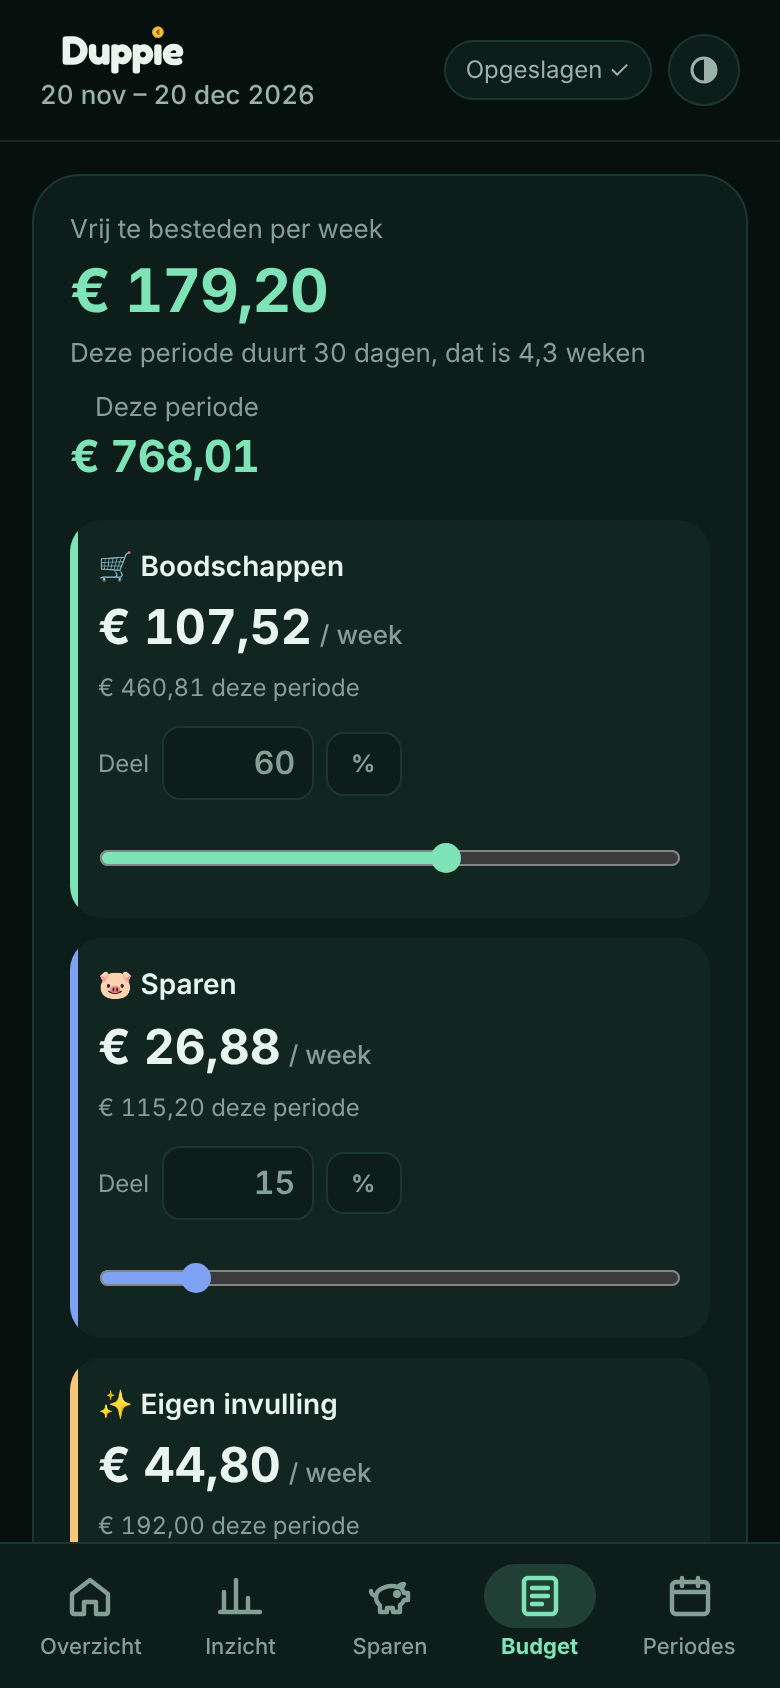 Duppie
20 nov – 20 dec 2026
Opgeslagen ✓
Vrij te besteden per week
€ 179,20
Deze periode duurt 30 dagen, dat is 4,3 weken
Deze periode
€ 768,01
🛒 Boodschappen
€ 107,52 / week
€ 460,81 deze periode
Deel 60 %
🐷 Sparen
€ 26,88 / week
€ 115,20 deze periode
Deel 15 %
✨ Eigen invulling
€ 44,80 / week
€ 192,00 deze periode
Overzicht Inzicht Sparen Budget Periodes